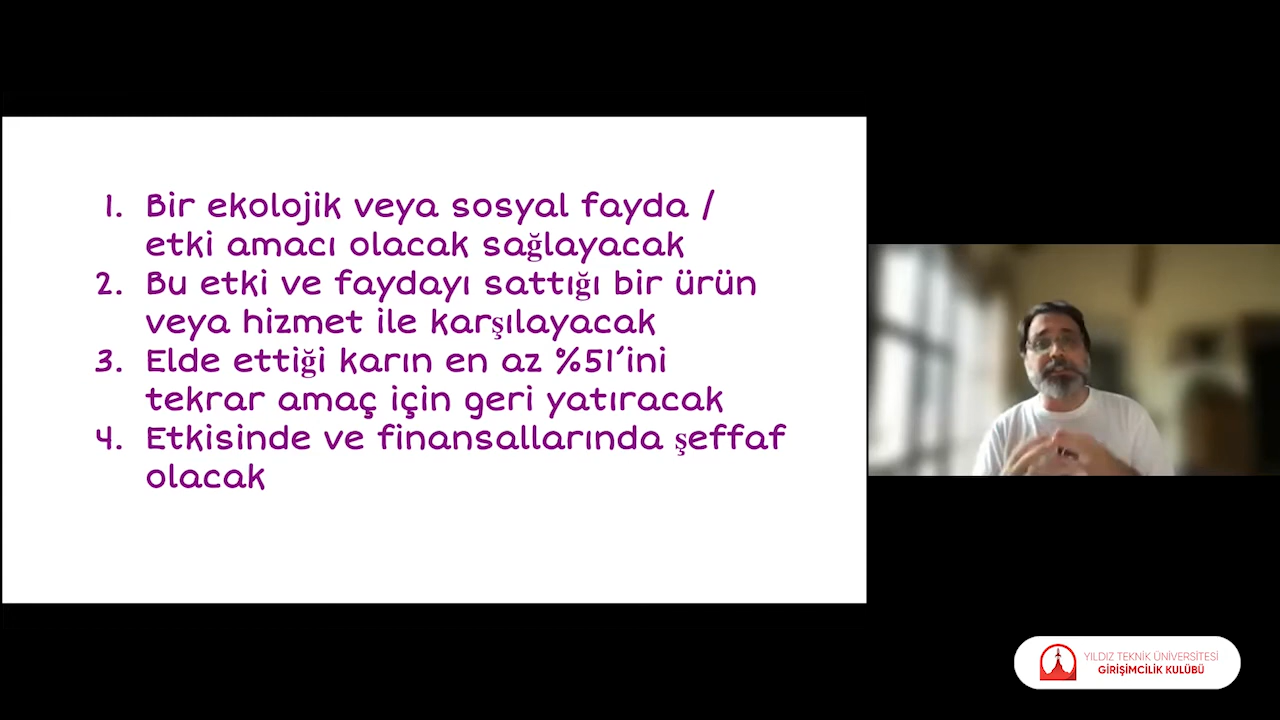 1. Bir ekolojik veya sosyal fayda /
etki amacı olacak sağlayacak
2. Bu etki ve faydayı sattığı bir ürün
veya hizmet ile karşılayacak
3. Elde ettiği karın en az %51'ini
tekrar amaç için geri yatıracak
4. Etkisinde ve finansallarında şeffaf
olacak
YILDIZ TEKNİK ÜNİVERSİTESİ
GİRİŞİMCİLİK KULÜBÜ